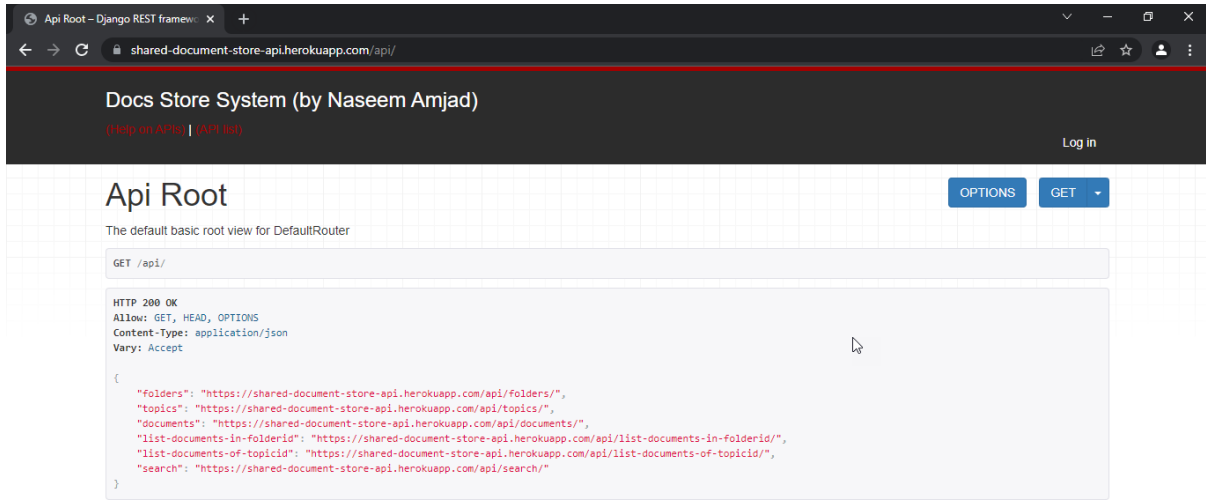 Api Root – Django REST framewo
shared-document-store-api.herokuapp.com/api/
Docs Store System (by Naseem Amjad)
(Help on APIs) | (API list)
Log in
Api Root
OPTIONS
GET
The default basic root view for DefaultRouter
GET /api/
HTTP 200 OK
Allow: GET, HEAD, OPTIONS
Content-Type: application/json
Vary: Accept
{
"folders": "https://shared-document-store-api.herokuapp.com/api/folders/",
"topics": "https://shared-document-store-api.herokuapp.com/api/topics/",
"documents": "https://shared-document-store-api.herokuapp.com/api/documents/",
"list-documents-in-folderid": "https://shared-document-store-api.herokuapp.com/api/list-documents-in-folderid/",
"list-documents-of-topicid": "https://shared-document-store-api.herokuapp.com/api/list-documents-of-topicid/",
"search": "https://shared-document-store-api.herokuapp.com/api/search/"
}